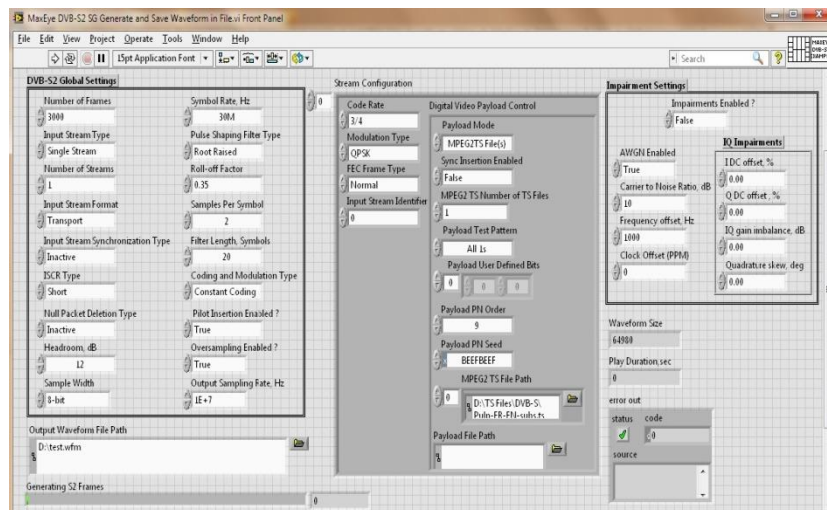 MaxEye DVB-S2 SG Generate and Save Waveform in File.vi Front Panel
File Edit View Project Operate Tools Window Help
15pt Application Font
Search
DVB-S2 Global Settings
Number of Frames
3000
Input Stream Type
Single Stream
Number of Streams
1
Input Stream Format
Transport
Input Stream Synchronization Type
Inactive
ISCR Type
Short
Null Packet Deletion Type
Inactive
Headroom, dB
12
Sample Width
8-bit
Symbol Rate, Hz
30M
Pulse Shaping Filter Type
Root Raised
Roll-off Factor
0.35
Samples Per Symbol
2
Filter Length, Symbols
20
Coding and Modulation Type
Constant Coding
Pilot Insertion Enabled ?
True
Oversampling Enabled ?
True
Output Sampling Rate, Hz
1E+7
Output Waveform File Path
D:\test.wfm
Generating S2 Frames
0
Stream Configuration
0
Code Rate
3/4
Modulation Type
QPSK
FEC Frame Type
Normal
Input Stream Identifier
0
Digital Video Payload Control
Payload Mode
MPEG2TS File(s)
Sync Insertion Enabled
False
MPEG2 TS Number of TS Files
1
Payload Test Pattern
All 1s
Payload User Defined Bits
0 0 0 0
Payload PN Order
9
Payload PN Seed
BEEFBEEF
MPEG2 TS File Path
0
D:\TS Files\DVB-S\
Pulp-FR-EN-subs.ts
Payload File Path
Impairment Settings
Impairments Enabled ?
False
AWGN Enabled
True
Carrier to Noise Ratio, dB
10
Frequency offset, Hz
1000
Clock Offset (PPM)
0
IQ Impairments
I DC offset, %
0.00
Q DC offset , %
0.00
IQ gain imbalance, dB
0.00
Quadrature skew, deg
0.00
Waveform Size
64980
Play Duration,sec
0
error out
status code
0
source